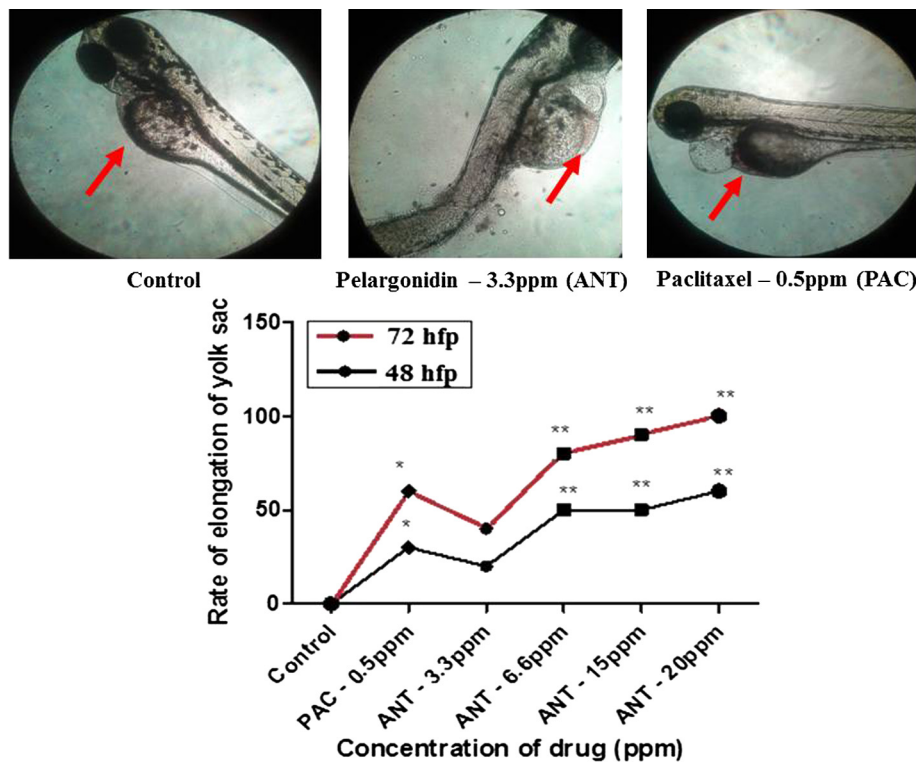 Control
Pelargonidin – 3.3ppm (ANT)
Paclitaxel – 0.5ppm (PAC)
Rate of elongation of yolk sac
150
100
50
0
72 hfp
48 hfp
*
*
**
**
**
**
**
**
Control
PAC - 0.5ppm
ANT - 3.3ppm
ANT - 6.6ppm
ANT - 15ppm
ANT - 20ppm
Concentration of drug (ppm)